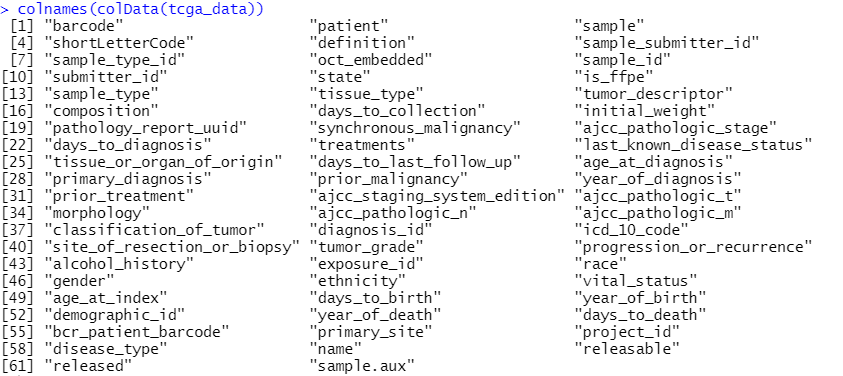 > colnames(colData(tcga_data))
[1] "barcode" "patient" "sample"
[4] "shortLetterCode" "definition" "sample_submitter_id"
[7] "sample_type_id" "oct_embedded" "sample_id"
[10] "submitter_id" "state" "is_ffpe"
[13] "sample_type" "tissue_type" "tumor_descriptor"
[16] "composition" "days_to_collection" "initial_weight"
[19] "pathology_report_uuid" "synchronous_malignancy" "ajcc_pathologic_stage"
[22] "days_to_diagnosis" "treatments" "last_known_disease_status"
[25] "tissue_or_organ_of_origin" "days_to_last_follow_up" "age_at_diagnosis"
[28] "primary_diagnosis" "prior_malignancy" "year_of_diagnosis"
[31] "prior_treatment" "ajcc_staging_system_edition" "ajcc_pathologic_t"
[34] "morphology" "ajcc_pathologic_n" "ajcc_pathologic_m"
[37] "classification_of_tumor" "diagnosis_id" "icd_10_code"
[40] "site_of_resection_or_biopsy" "tumor_grade" "progression_or_recurrence"
[43] "alcohol_history" "exposure_id" "race"
[46] "gender" "ethnicity" "vital_status"
[49] "age_at_index" "days_to_birth" "year_of_birth"
[52] "demographic_id" "year_of_death" "days_to_death"
[55] "bcr_patient_barcode" "primary_site" "project_id"
[58] "disease_type" "name" "releasable"
[61] "released" "sample.aux"